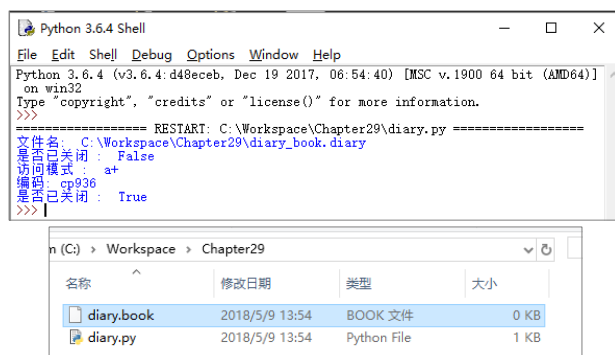 Python 3.6.4 Shell
File Edit Shell Debug Options Window Help
Python 3.6.4 (v3.6.4:d48eceb, Dec 19 2017, 06:54:40) [MSC v.1900 64 bit (AMD64)]
on win32
Type "copyright", "credits" or "license()" for more information.
>>>
================== RESTART: C:\Workspace\Chapter29\diary.py ==================
文件名: C:\Workspace\Chapter29\diary_book.diary
是否已关闭 : False
访问模式 : a+
编码: cp936
是否已关闭 : True
>>>
(C:) > Workspace > Chapter29
名称 修改日期 类型 大小
diary.book 2018/5/9 13:54 BOOK 文件 0 KB
diary.py 2018/5/9 13:54 Python File 1 KB